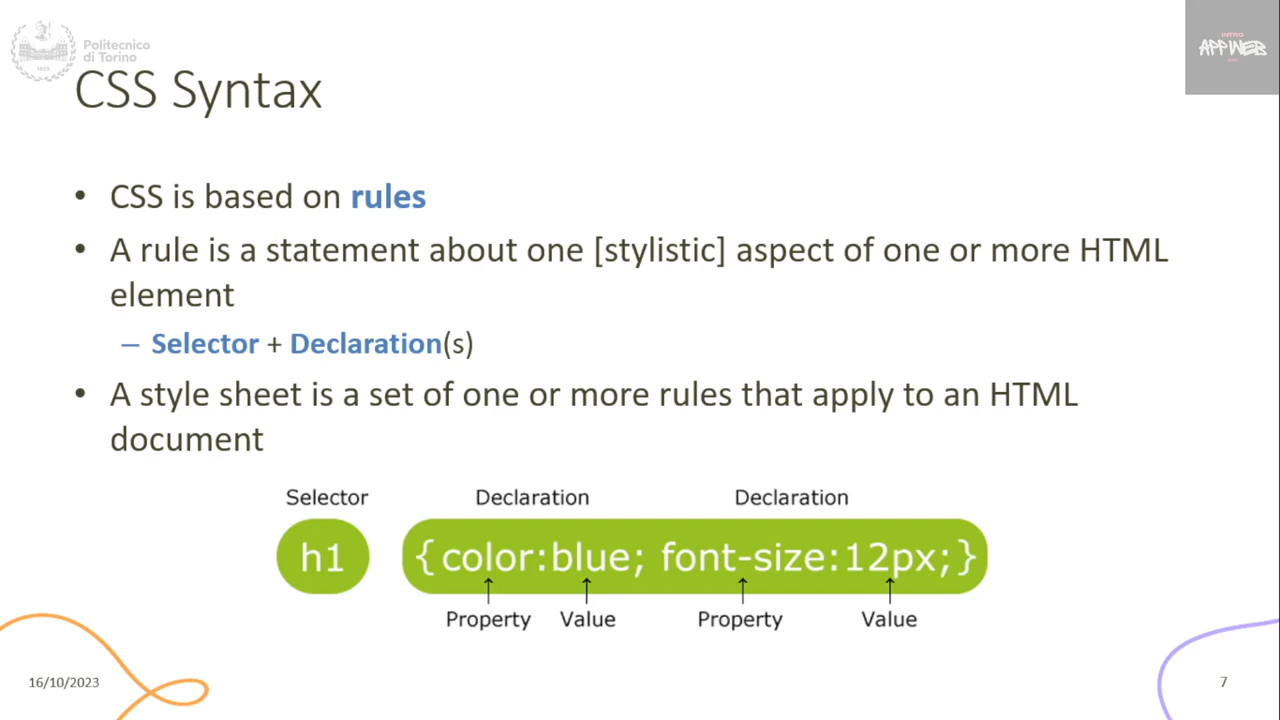 Politecnico
di Torino
1859
INTRO
APPWEB
CSS Syntax
• CSS is based on rules
• A rule is a statement about one [stylistic] aspect of one or more HTML
element
– Selector + Declaration(s)
• A style sheet is a set of one or more rules that apply to an HTML
document
Selector Declaration Declaration
h1 {color:blue; font-size:12px;}
Property Value Property Value
16/10/2023 7